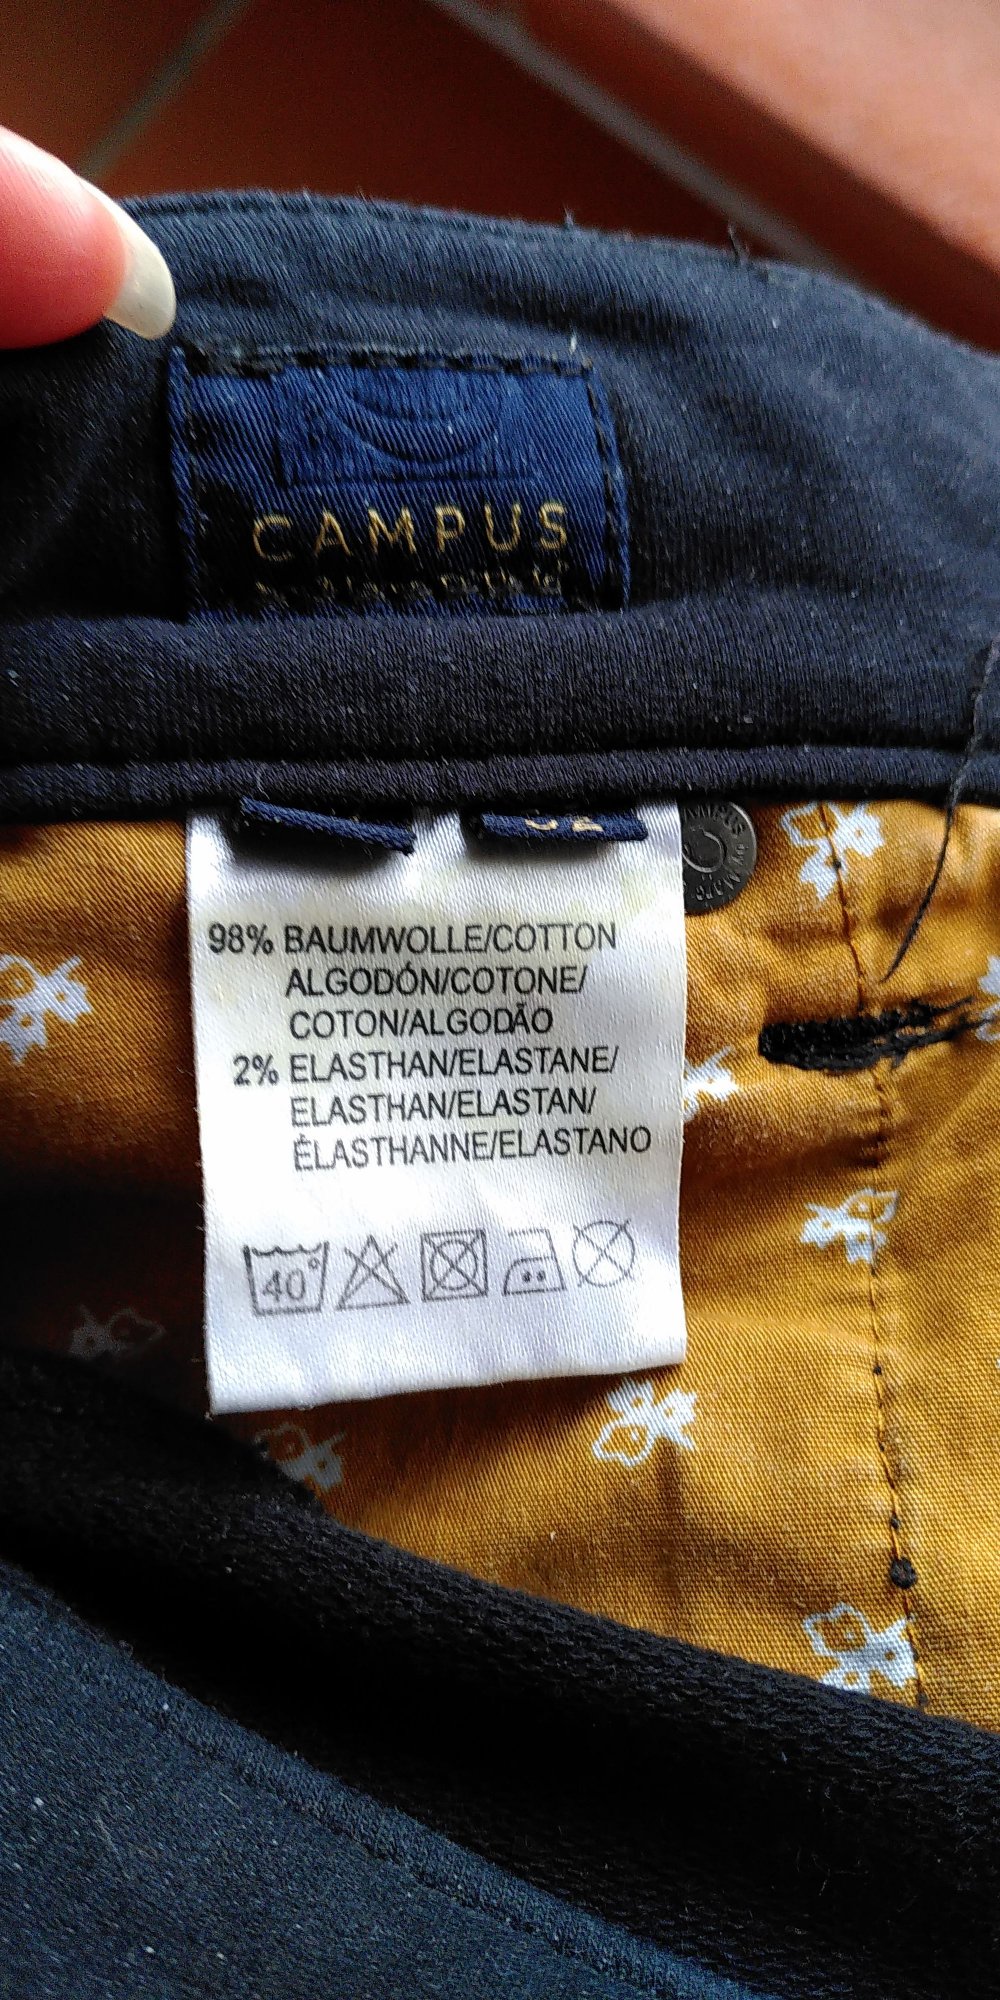 CAMPUS
98% BAUMWOLLE/COTTON
ALGODÓN/COTONE/
COTON/ALGODÃO
2% ELASTHAN/ELASTANE/
ELASTHAN/ELASTAN/
ÉLASTHANNE/ELASTANO
40°